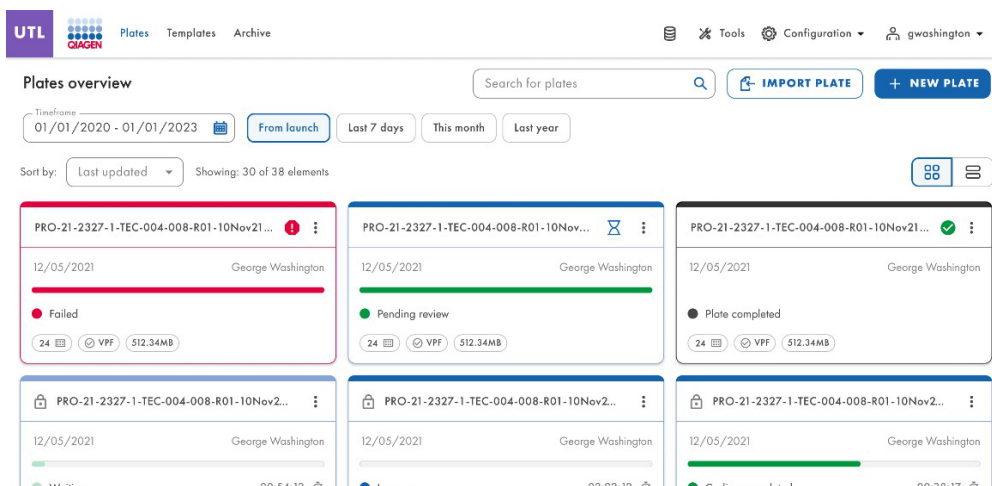 UTL
QIAGEN
Plates Templates Archive
Tools Configuration gwashington
Plates overview
Search for plates
IMPORT PLATE
+ NEW PLATE
Timeframe
01/01/2020 - 01/01/2023
From launch
Last 7 days
This month
Last year
Sort by: Last updated
Showing: 30 of 38 elements
PRO-21-2327-1-TEC-004-008-R01-10Nov21...
12/05/2021 George Washington
Failed
24 VPF 512.34MB
PRO-21-2327-1-TEC-004-008-R01-10Nov...
12/05/2021 George Washington
Pending review
24 VPF 512.34MB
PRO-21-2327-1-TEC-004-008-R01-10Nov21...
12/05/2021 George Washington
Plate completed
24 VPF 512.34MB
PRO-21-2327-1-TEC-004-008-R01-10Nov2...
12/05/2021 George Washington
PRO-21-2327-1-TEC-004-008-R01-10Nov2...
12/05/2021 George Washington
PRO-21-2327-1-TEC-004-008-R01-10Nov2...
12/05/2021 George Washington